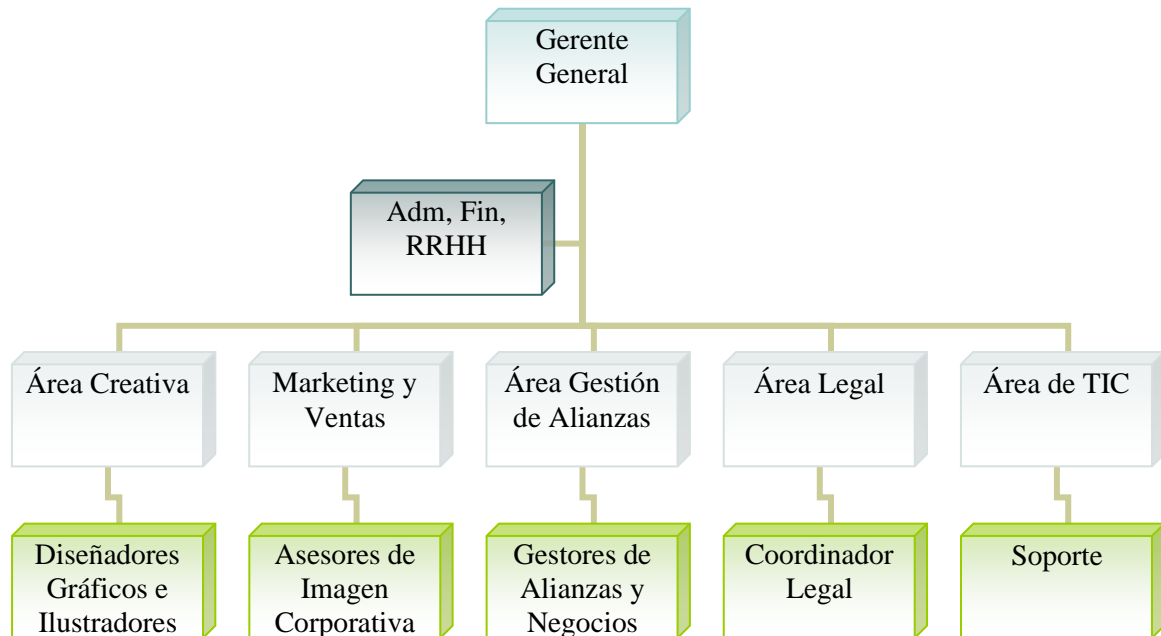 Gerente
General
Adm, Fin,
RRHH
Área Creativa
Marketing y
Ventas
Área Gestión
de Alianzas
Área Legal
Área de TIC
Diseñadores
Gráficos e
Ilustradores
Asesores de
Imagen
Corporativa
Gestores de
Alianzas y
Negocios
Coordinador
Legal
Soporte